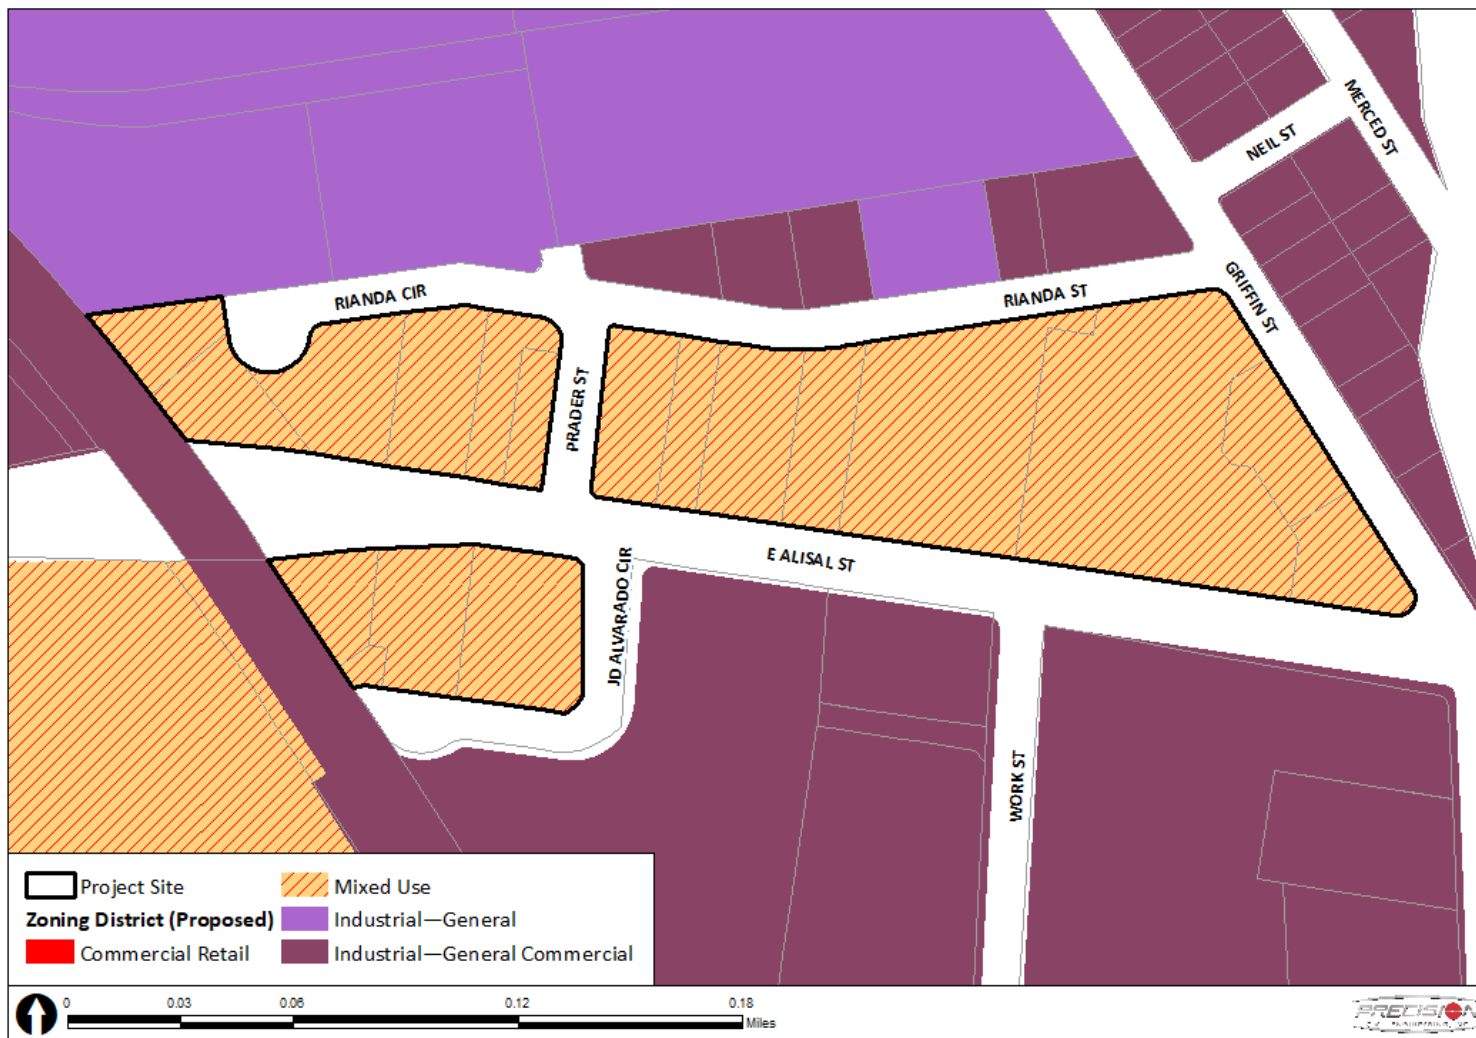 NEIL ST
MERCED ST
GRIFFIN ST
RIANDA CIR
RIANDA ST
PRADER ST
E ALISAL ST
JD ALVARADO CIR
WORK ST
Project Site
Mixed Use
Zoning District (Proposed)
Industrial—General
Commercial Retail
Industrial—General Commercial
0 0.03 0.06 0.12 0.18
Miles
PRECISION